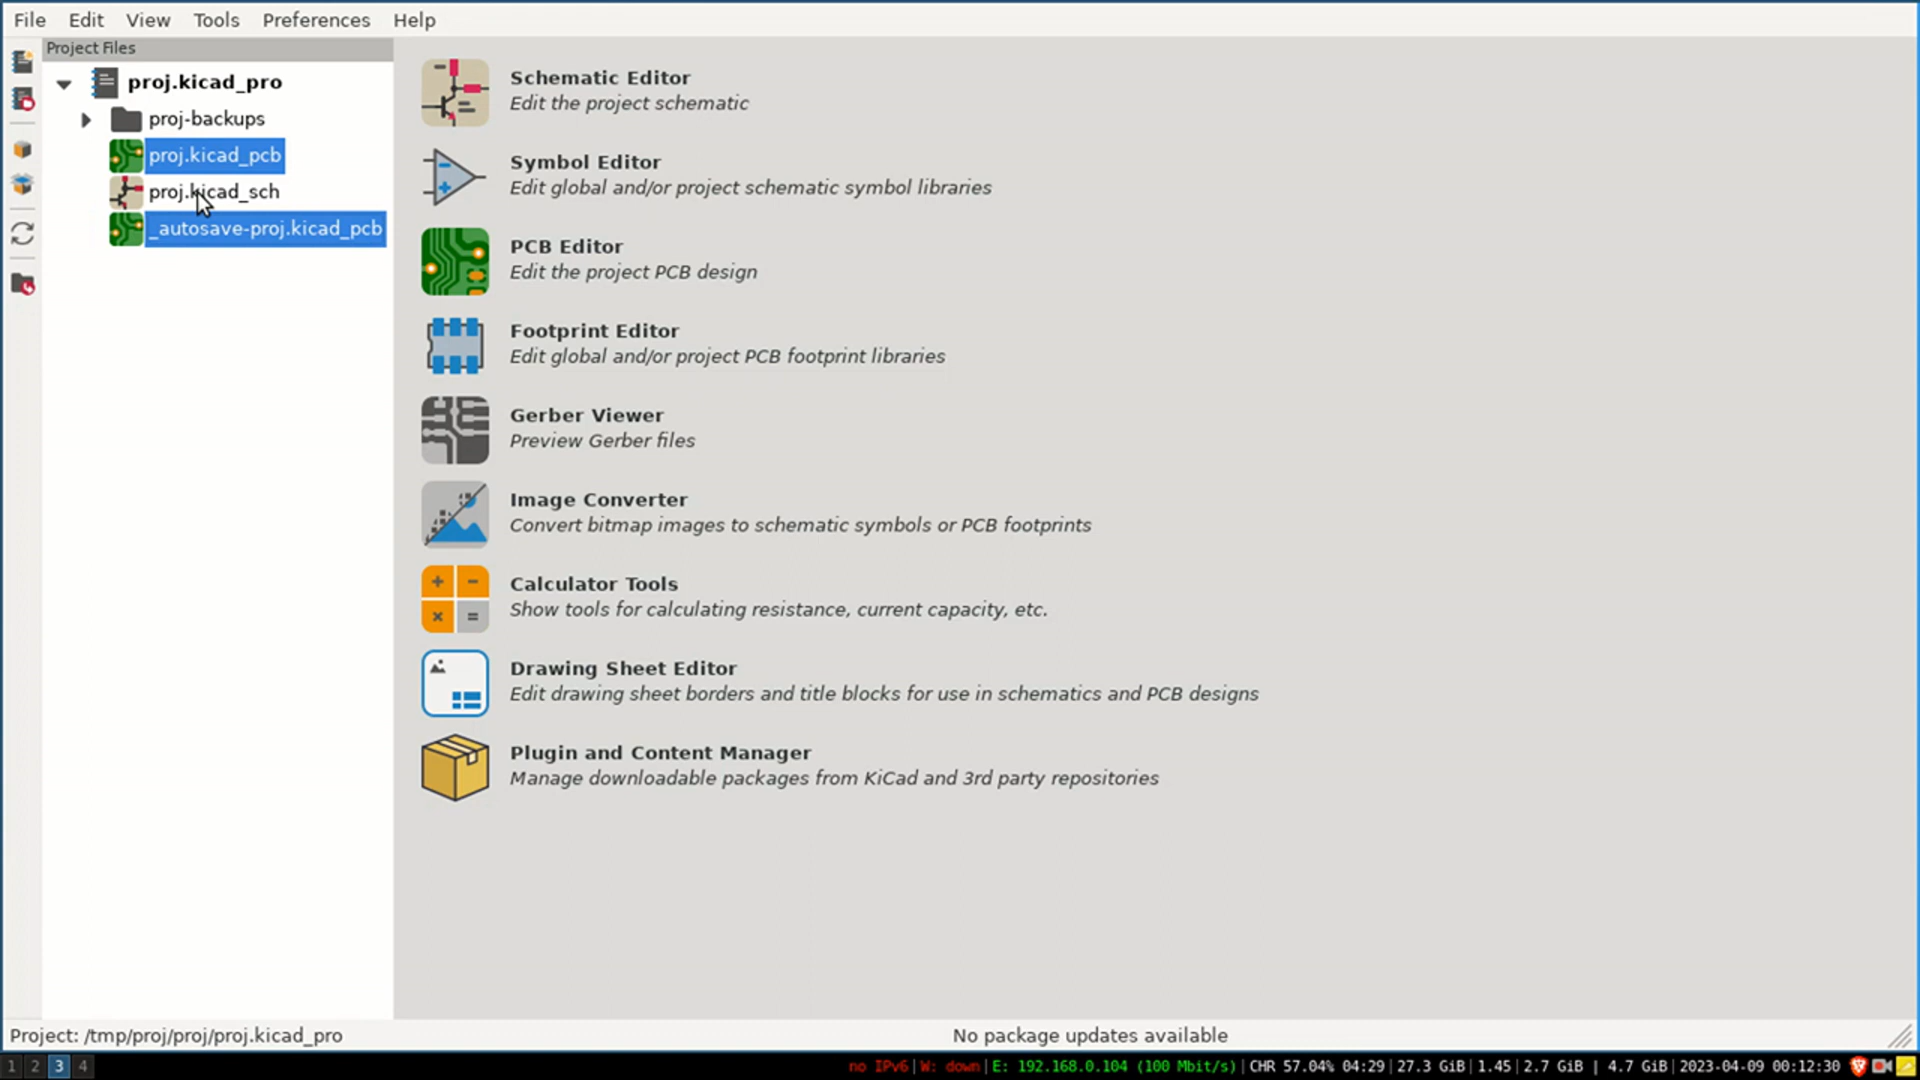 File Edit View Tools Preferences Help
Project Files
proj.kicad_pro
proj-backups
proj.kicad_pcb
proj.kicad_sch
_autosave-proj.kicad_pcb
Schematic Editor
Edit the project schematic
Symbol Editor
Edit global and/or project schematic symbol libraries
PCB Editor
Edit the project PCB design
Footprint Editor
Edit global and/or project PCB footprint libraries
Gerber Viewer
Preview Gerber files
Image Converter
Convert bitmap images to schematic symbols or PCB footprints
Calculator Tools
Show tools for calculating resistance, current capacity, etc.
Drawing Sheet Editor
Edit drawing sheet borders and title blocks for use in schematics and PCB designs
Plugin and Content Manager
Manage downloadable packages from KiCad and 3rd party repositories
Project: /tmp/proj/proj/proj.kicad_pro No package updates available
1 2 3 4 no IPv6|W: down|E: 192.168.0.104 (100 Mbit/s)|CHR 57.04% 04:29|27.3 GiB|1.45|2.7 GiB | 4.7 GiB|2023-04-09 00:12:30